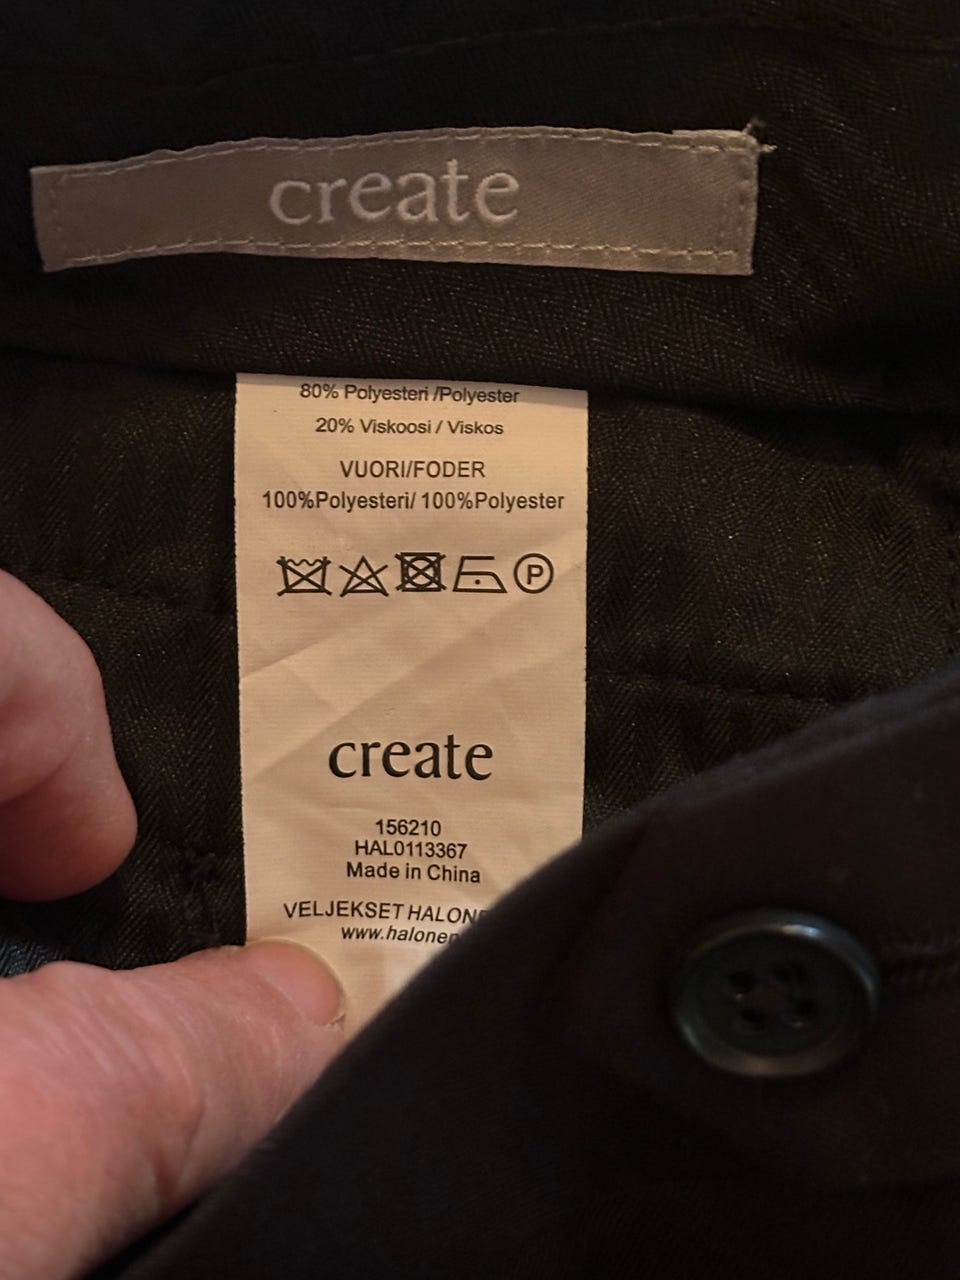 create
80% Polyesteri /Polyester
20% Viskoosi / Viskos
VUORI/FODER
100%Polyesteri/ 100%Polyester
P
create
156210
HAL0113367
Made in China
VELJEKSET